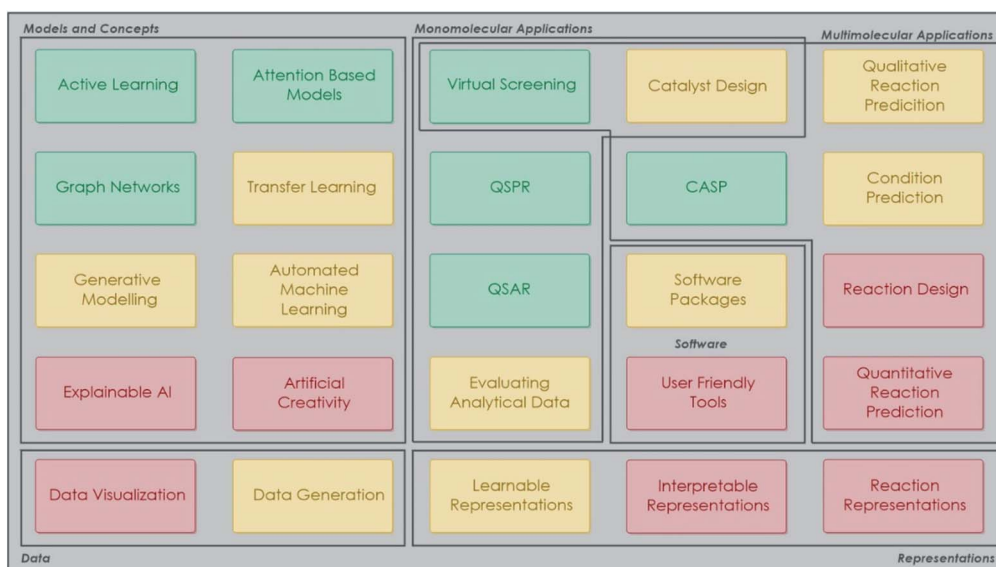 Models and Concepts
Active Learning
Attention Based
Models
Graph Networks
Transfer Learning
Generative
Modelling
Automated
Machine
Learning
Explainable AI
Artificial
Creativity
Monomolecular Applications
Multimolecular Applications
Virtual Screening
Catalyst Design
Qualitative
Reaction
Predicition
QSPR
CASP
Condition
Prediction
QSAR
Software
Packages
Reaction Design
Software
Evaluating
Analytical Data
User Friendly
Tools
Quantitative
Reaction
Prediction
Data Visualization
Data Generation
Data
Learnable
Representations
Interpretable
Representations
Reaction
Representations
Representations